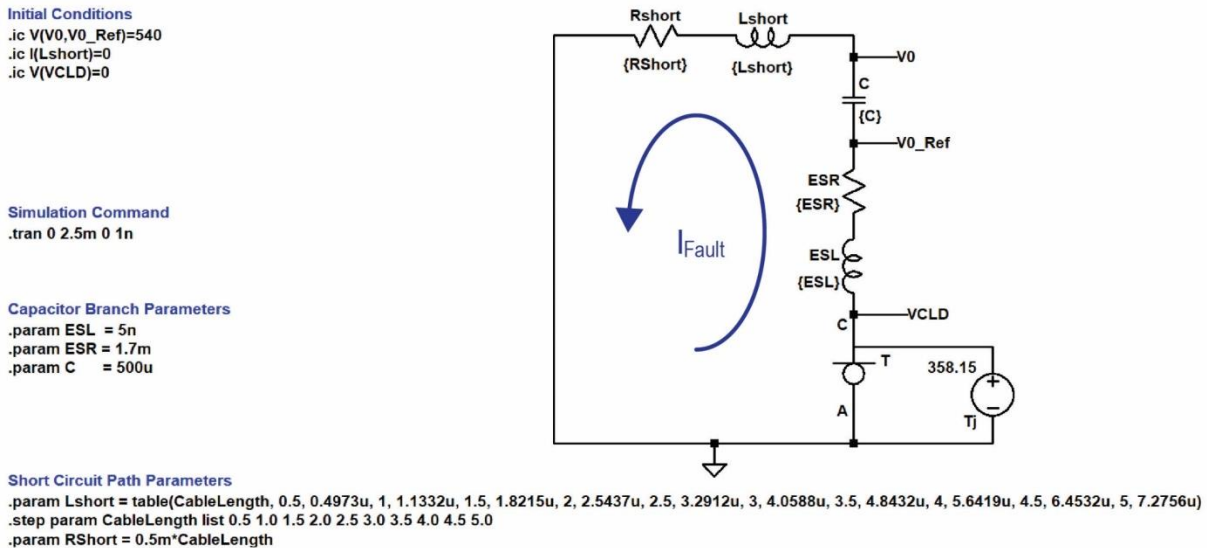 Initial Conditions
.ic V(V0,V0_Ref)=540
.ic I(Lshort)=0
.ic V(VCLD)=0
Simulation Command
.tran 0 2.5m 0 1n
Capacitor Branch Parameters
.param ESL = 5n
.param ESR = 1.7m
.param C = 500u
Rshort
{RShort}
Lshort
{Lshort}
V0
C
{C}
V0_Ref
ESR
{ESR}
IFault
ESL
{ESL}
VCLD
C
T
358.15
A
Tj
Short Circuit Path Parameters
.param Lshort = table(CableLength, 0.5, 0.4973u, 1, 1.1332u, 1.5, 1.8215u, 2, 2.5437u, 2.5, 3.2912u, 3, 4.0588u, 3.5, 4.8432u, 4, 5.6419u, 4.5, 6.4532u, 5, 7.2756u)
.step param CableLength list 0.5 1.0 1.5 2.0 2.5 3.0 3.5 4.0 4.5 5.0
.param RShort = 0.5m*CableLength